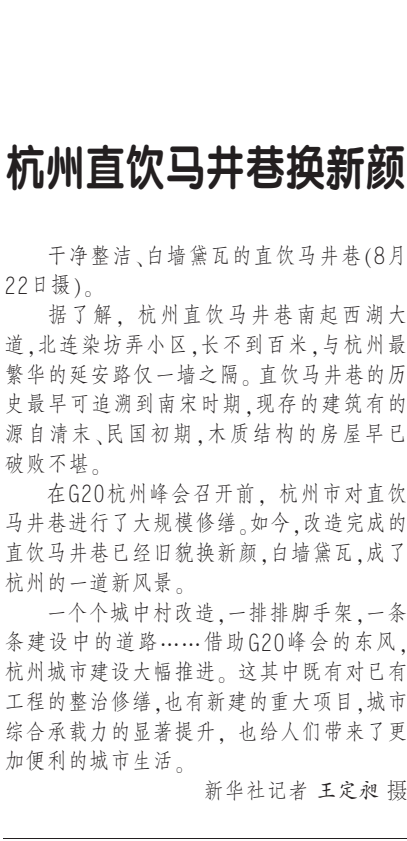 杭州直饮马井巷换新颜
干净整洁、白墙黛瓦的直饮马井巷(8月
22日摄)。
据了解，杭州直饮马井巷南起西湖大
道,北连染坊弄小区,长不到百米,与杭州最
繁华的延安路仅一墙之隔。直饮马井巷的历
史最早可追溯到南宋时期,现存的建筑有的
源自清末、民国初期,木质结构的房屋早已
破败不堪。
在G20杭州峰会召开前，杭州市对直饮
马井巷进行了大规模修缮。如今,改造完成的
直饮马井巷已经旧貌换新颜,白墙黛瓦,成了
杭州的一道新风景。
一个个城中村改造,一排排脚手架,一条
条建设中的道路……借助G20峰会的东风,
杭州城市建设大幅推进。这其中既有对已有
工程的整治修缮,也有新建的重大项目,城市
综合承载力的显著提升，也给人们带来了更
加便利的城市生活。
新华社记者 王定昶 摄